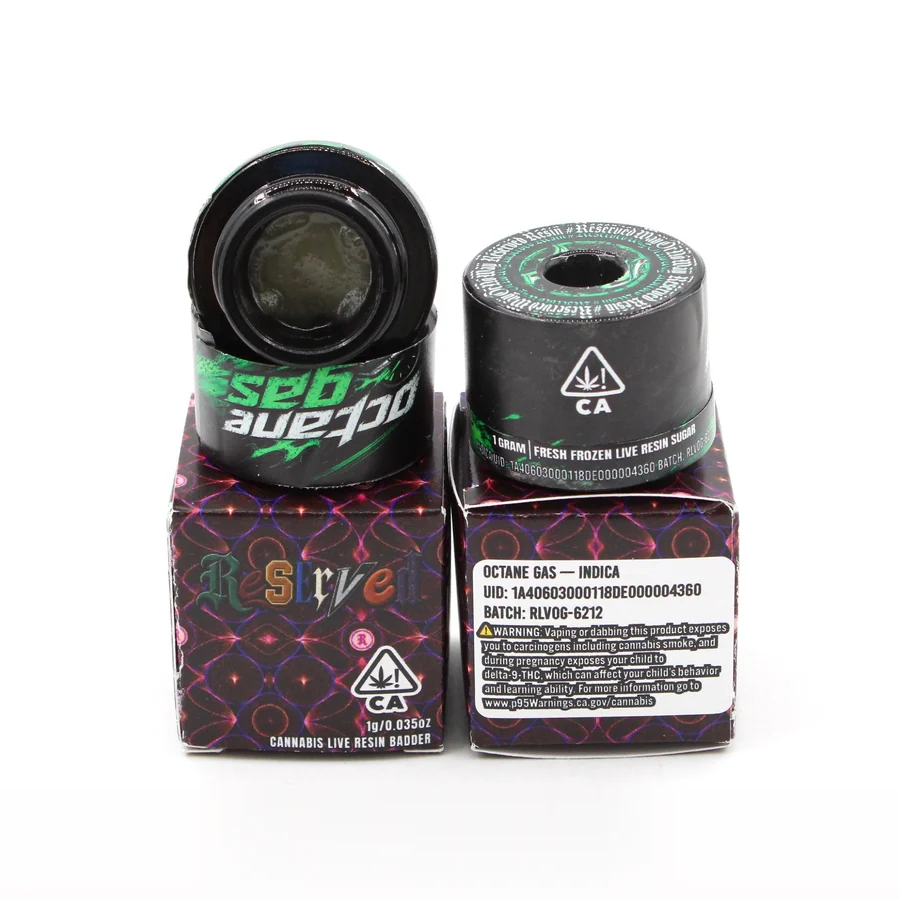 octane
gas
Reserved
R
CA
1g/0.035oz
CANNABIS LIVE RESIN BADDER
# Reserved Resin #
CA
1 GRAM | FRESH FROZEN LIVE RESIN SUGAR
UID: 1A40603000118DE000004360 BATCH:
OCTANE GAS — INDICA
UID: 1A40603000118DE000004360
BATCH: RLVOG-6212
WARNING: Vaping or dabbing this product exposes
you to carcinogens including cannabis smoke, and
during pregnancy exposes your child to
delta-9-THC, which can affect your child's behavior
and learning ability. For more information go to
www.p95Warnings.ca.gov/cannabis